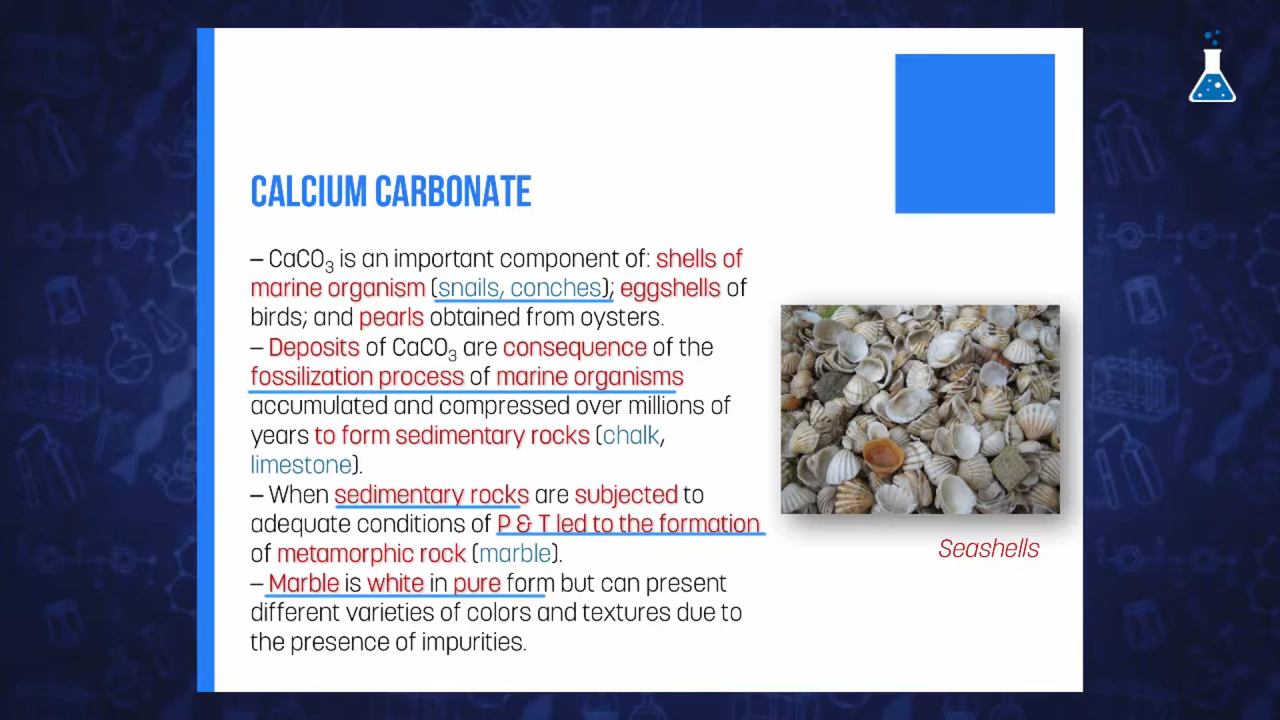 CALCIUM CARBONATE
– CaCO₃ is an important component of: shells of
marine organism (snails, conches); eggshells of
birds; and pearls obtained from oysters.
– Deposits of CaCO₃ are consequence of the
fossilization process of marine organisms
accumulated and compressed over millions of
years to form sedimentary rocks (chalk,
limestone).
– When sedimentary rocks are subjected to
adequate conditions of P & T led to the formation
of metamorphic rock (marble).
– Marble is white in pure form but can present
different varieties of colors and textures due to
the presence of impurities.
Seashells